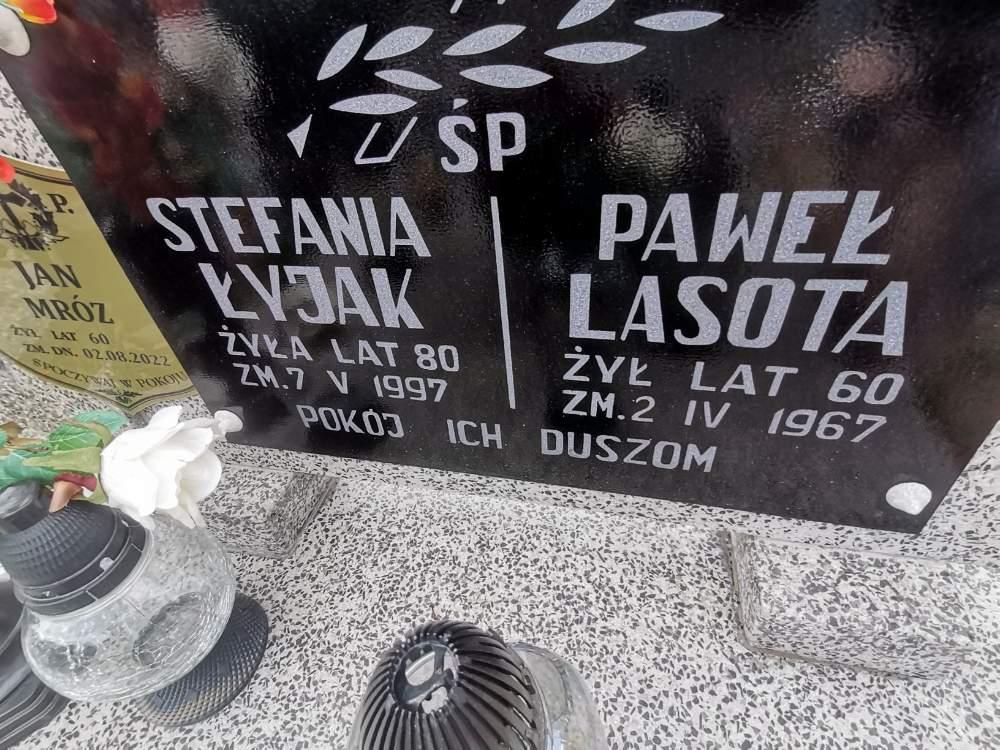 ŚP
STEFANIA
ŁYJAK
ŻYŁA LAT 80
ZM.7 V 1997
PAWEŁ
LASOTA
ŻYŁ LAT 60
ZM.2 IV 1967
POKÓJ ICH DUSZOM
P.
JAN
MRÓZ
ŻYŁ LAT 60
ZM. DN. 02.08.2022
SPOCZYWAJ W POKOJU